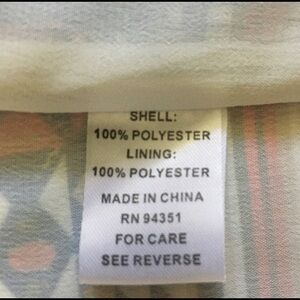 SHELL:
100% POLYESTER
LINING:
100% POLYESTER
MADE IN CHINA
RN 94351
FOR CARE
SEE REVERSE